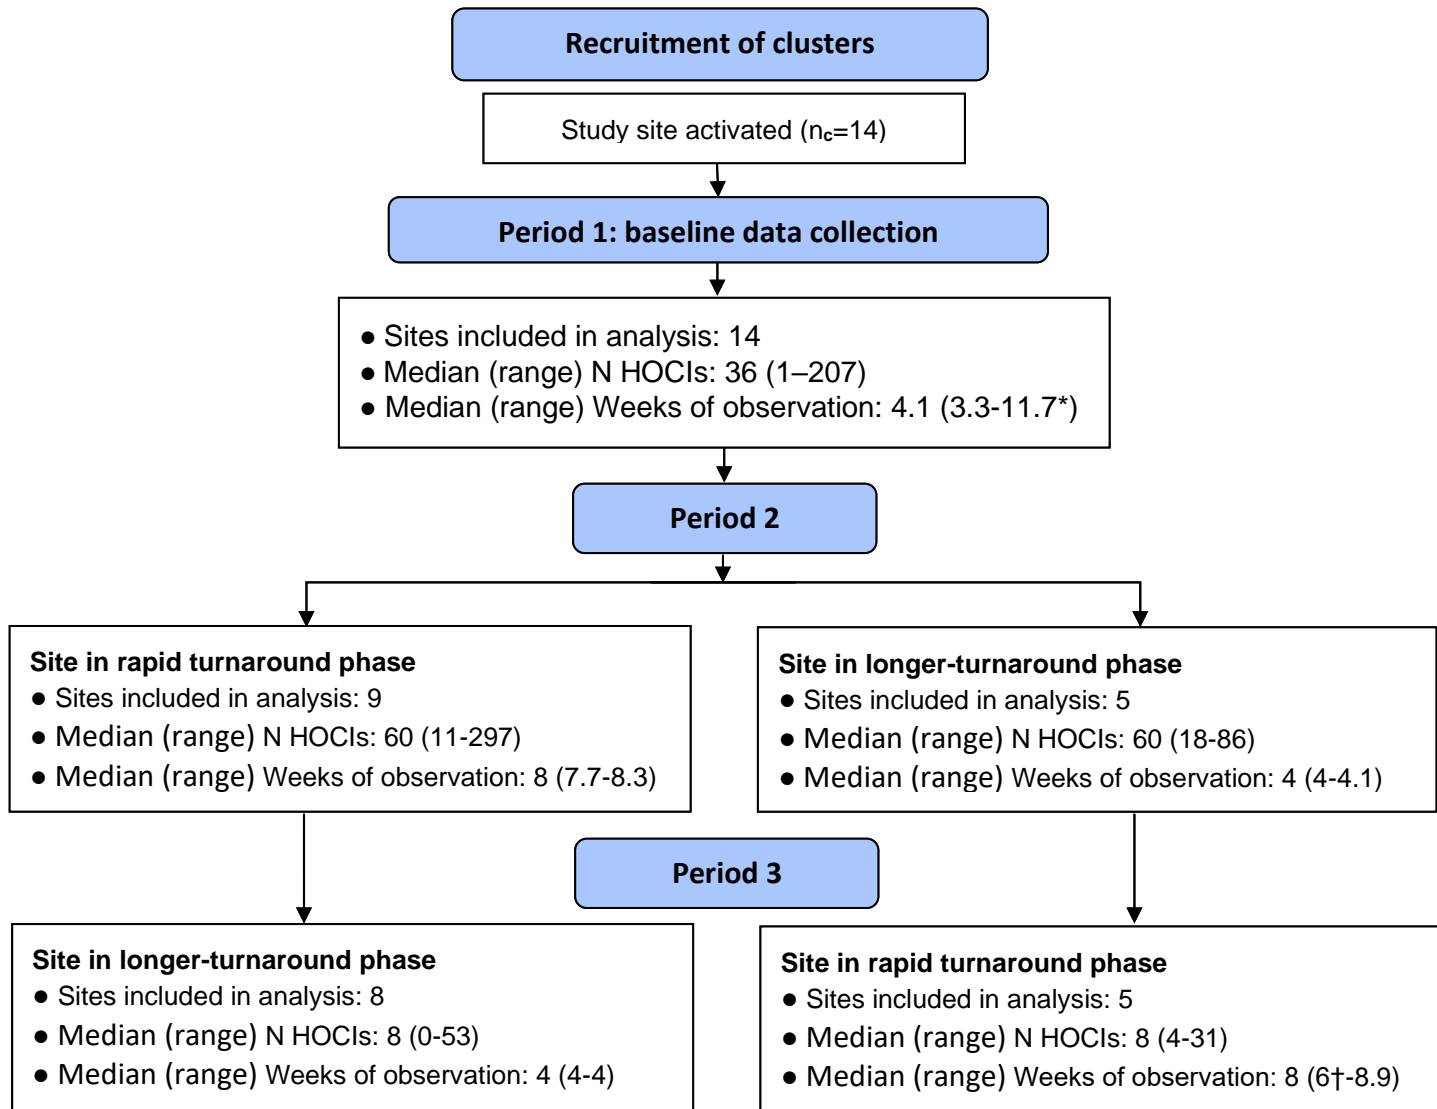 Recruitment of clusters
Study site activated (nc=14)
Period 1: baseline data collection
● Sites included in analysis: 14
● Median (range) N HOCIs: 36 (1–207)
● Median (range) Weeks of observation: 4.1 (3.3-11.7*)
Period 2
Site in rapid turnaround phase
● Sites included in analysis: 9
● Median (range) N HOCIs: 60 (11-297)
● Median (range) Weeks of observation: 8 (7.7-8.3)
Site in longer-turnaround phase
● Sites included in analysis: 5
● Median (range) N HOCIs: 60 (18-86)
● Median (range) Weeks of observation: 4 (4-4.1)
Period 3
Site in longer-turnaround phase
● Sites included in analysis: 8
● Median (range) N HOCIs: 8 (0-53)
● Median (range) Weeks of observation: 4 (4-4)
Site in rapid turnaround phase
● Sites included in analysis: 5
● Median (range) N HOCIs: 8 (4-31)
● Median (range) Weeks of observation: 8 (6†-8.9)